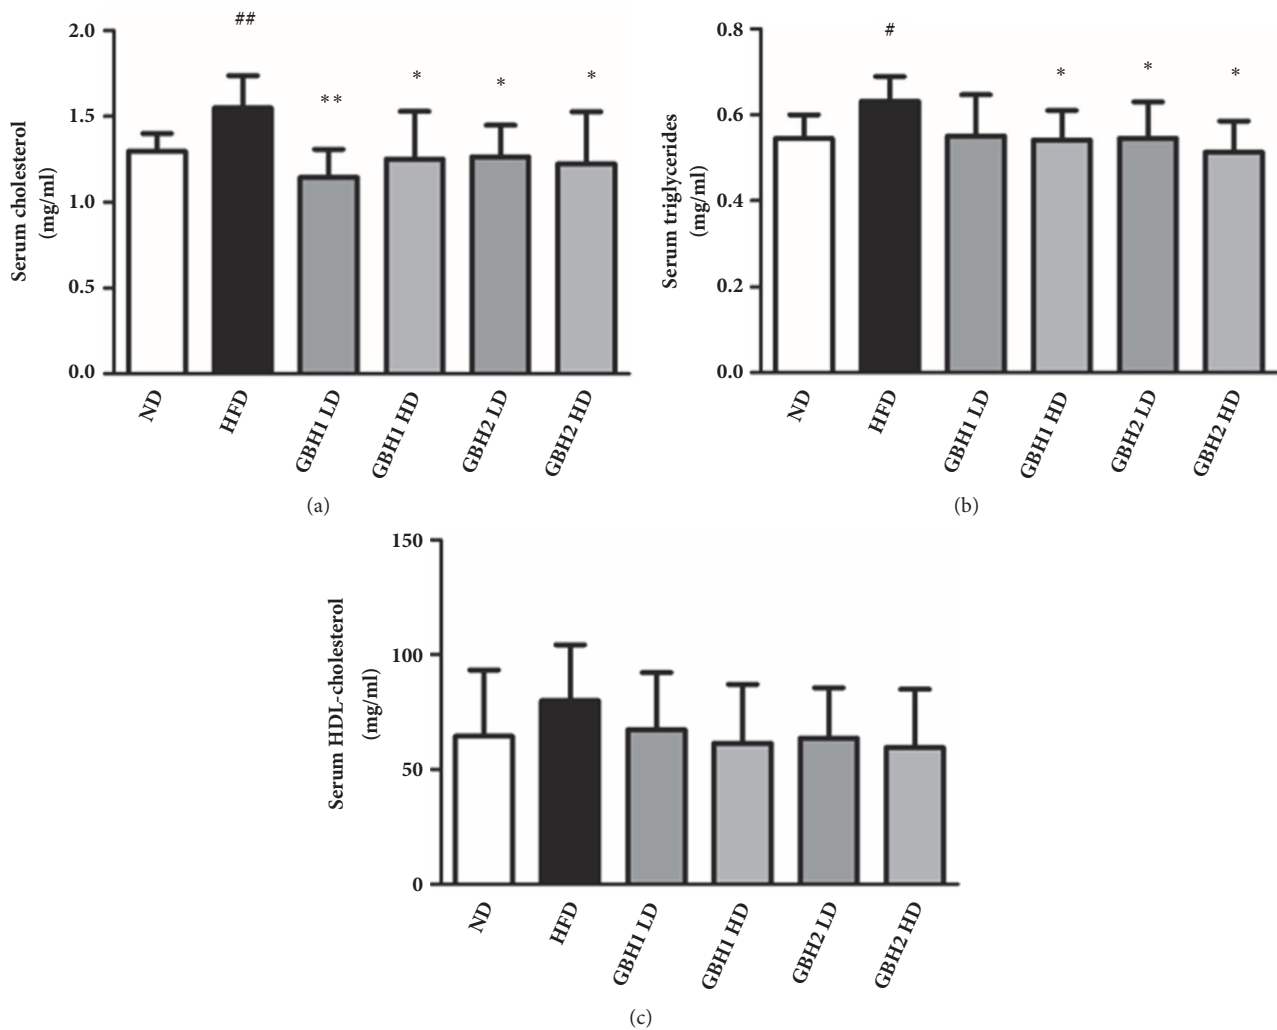 Serum cholesterol
(mg/ml)
2.0
1.5
1.0
0.5
0.0
##
**
*
*
*
ND
HFD
GBH1 LD
GBH1 HD
GBH2 LD
GBH2 HD
(a)
Serum triglycerides
(mg/ml)
0.8
0.6
0.4
0.2
0.0
#
*
*
*
ND
HFD
GBH1 LD
GBH1 HD
GBH2 LD
GBH2 HD
(b)
Serum HDL-cholesterol
(mg/ml)
150
100
50
0
ND
HFD
GBH1 LD
GBH1 HD
GBH2 LD
GBH2 HD
(c)